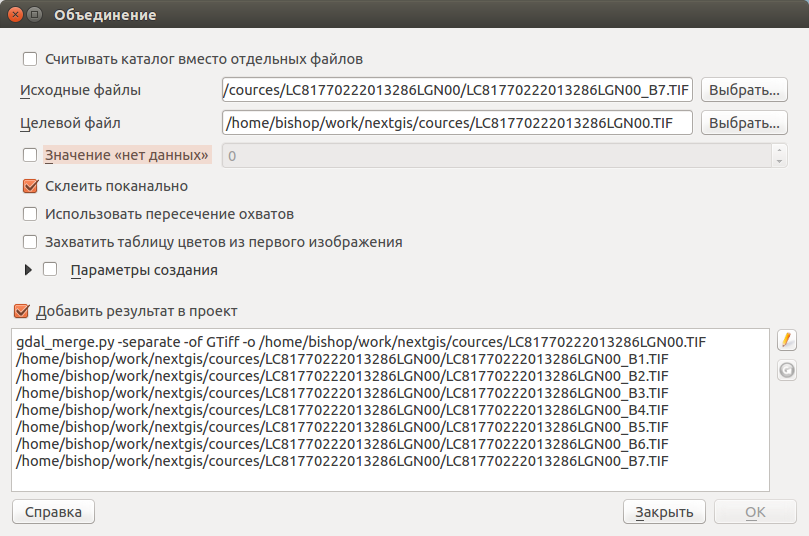 Объединение
Считывать каталог вместо отдельных файлов
Исходные файлы /cources/LC81770222013286LGN00/LC81770222013286LGN00_B7.TIF Выбрать...
Целевой файл /home/bishop/work/nextgis/cources/LC81770222013286LGN00.TIF Выбрать...
Значение «нет данных» 0
Склеить поканально
Использовать пересечение охватов
Захватить таблицу цветов из первого изображения
Параметры создания
Добавить результат в проект
gdal_merge.py -separate -of GTiff -o /home/bishop/work/nextgis/cources/LC81770222013286LGN00.TIF
/home/bishop/work/nextgis/cources/LC81770222013286LGN00/LC81770222013286LGN00_B1.TIF
/home/bishop/work/nextgis/cources/LC81770222013286LGN00/LC81770222013286LGN00_B2.TIF
/home/bishop/work/nextgis/cources/LC81770222013286LGN00/LC81770222013286LGN00_B3.TIF
/home/bishop/work/nextgis/cources/LC81770222013286LGN00/LC81770222013286LGN00_B4.TIF
/home/bishop/work/nextgis/cources/LC81770222013286LGN00/LC81770222013286LGN00_B5.TIF
/home/bishop/work/nextgis/cources/LC81770222013286LGN00/LC81770222013286LGN00_B6.TIF
/home/bishop/work/nextgis/cources/LC81770222013286LGN00/LC81770222013286LGN00_B7.TIF
Справка Закрыть OK